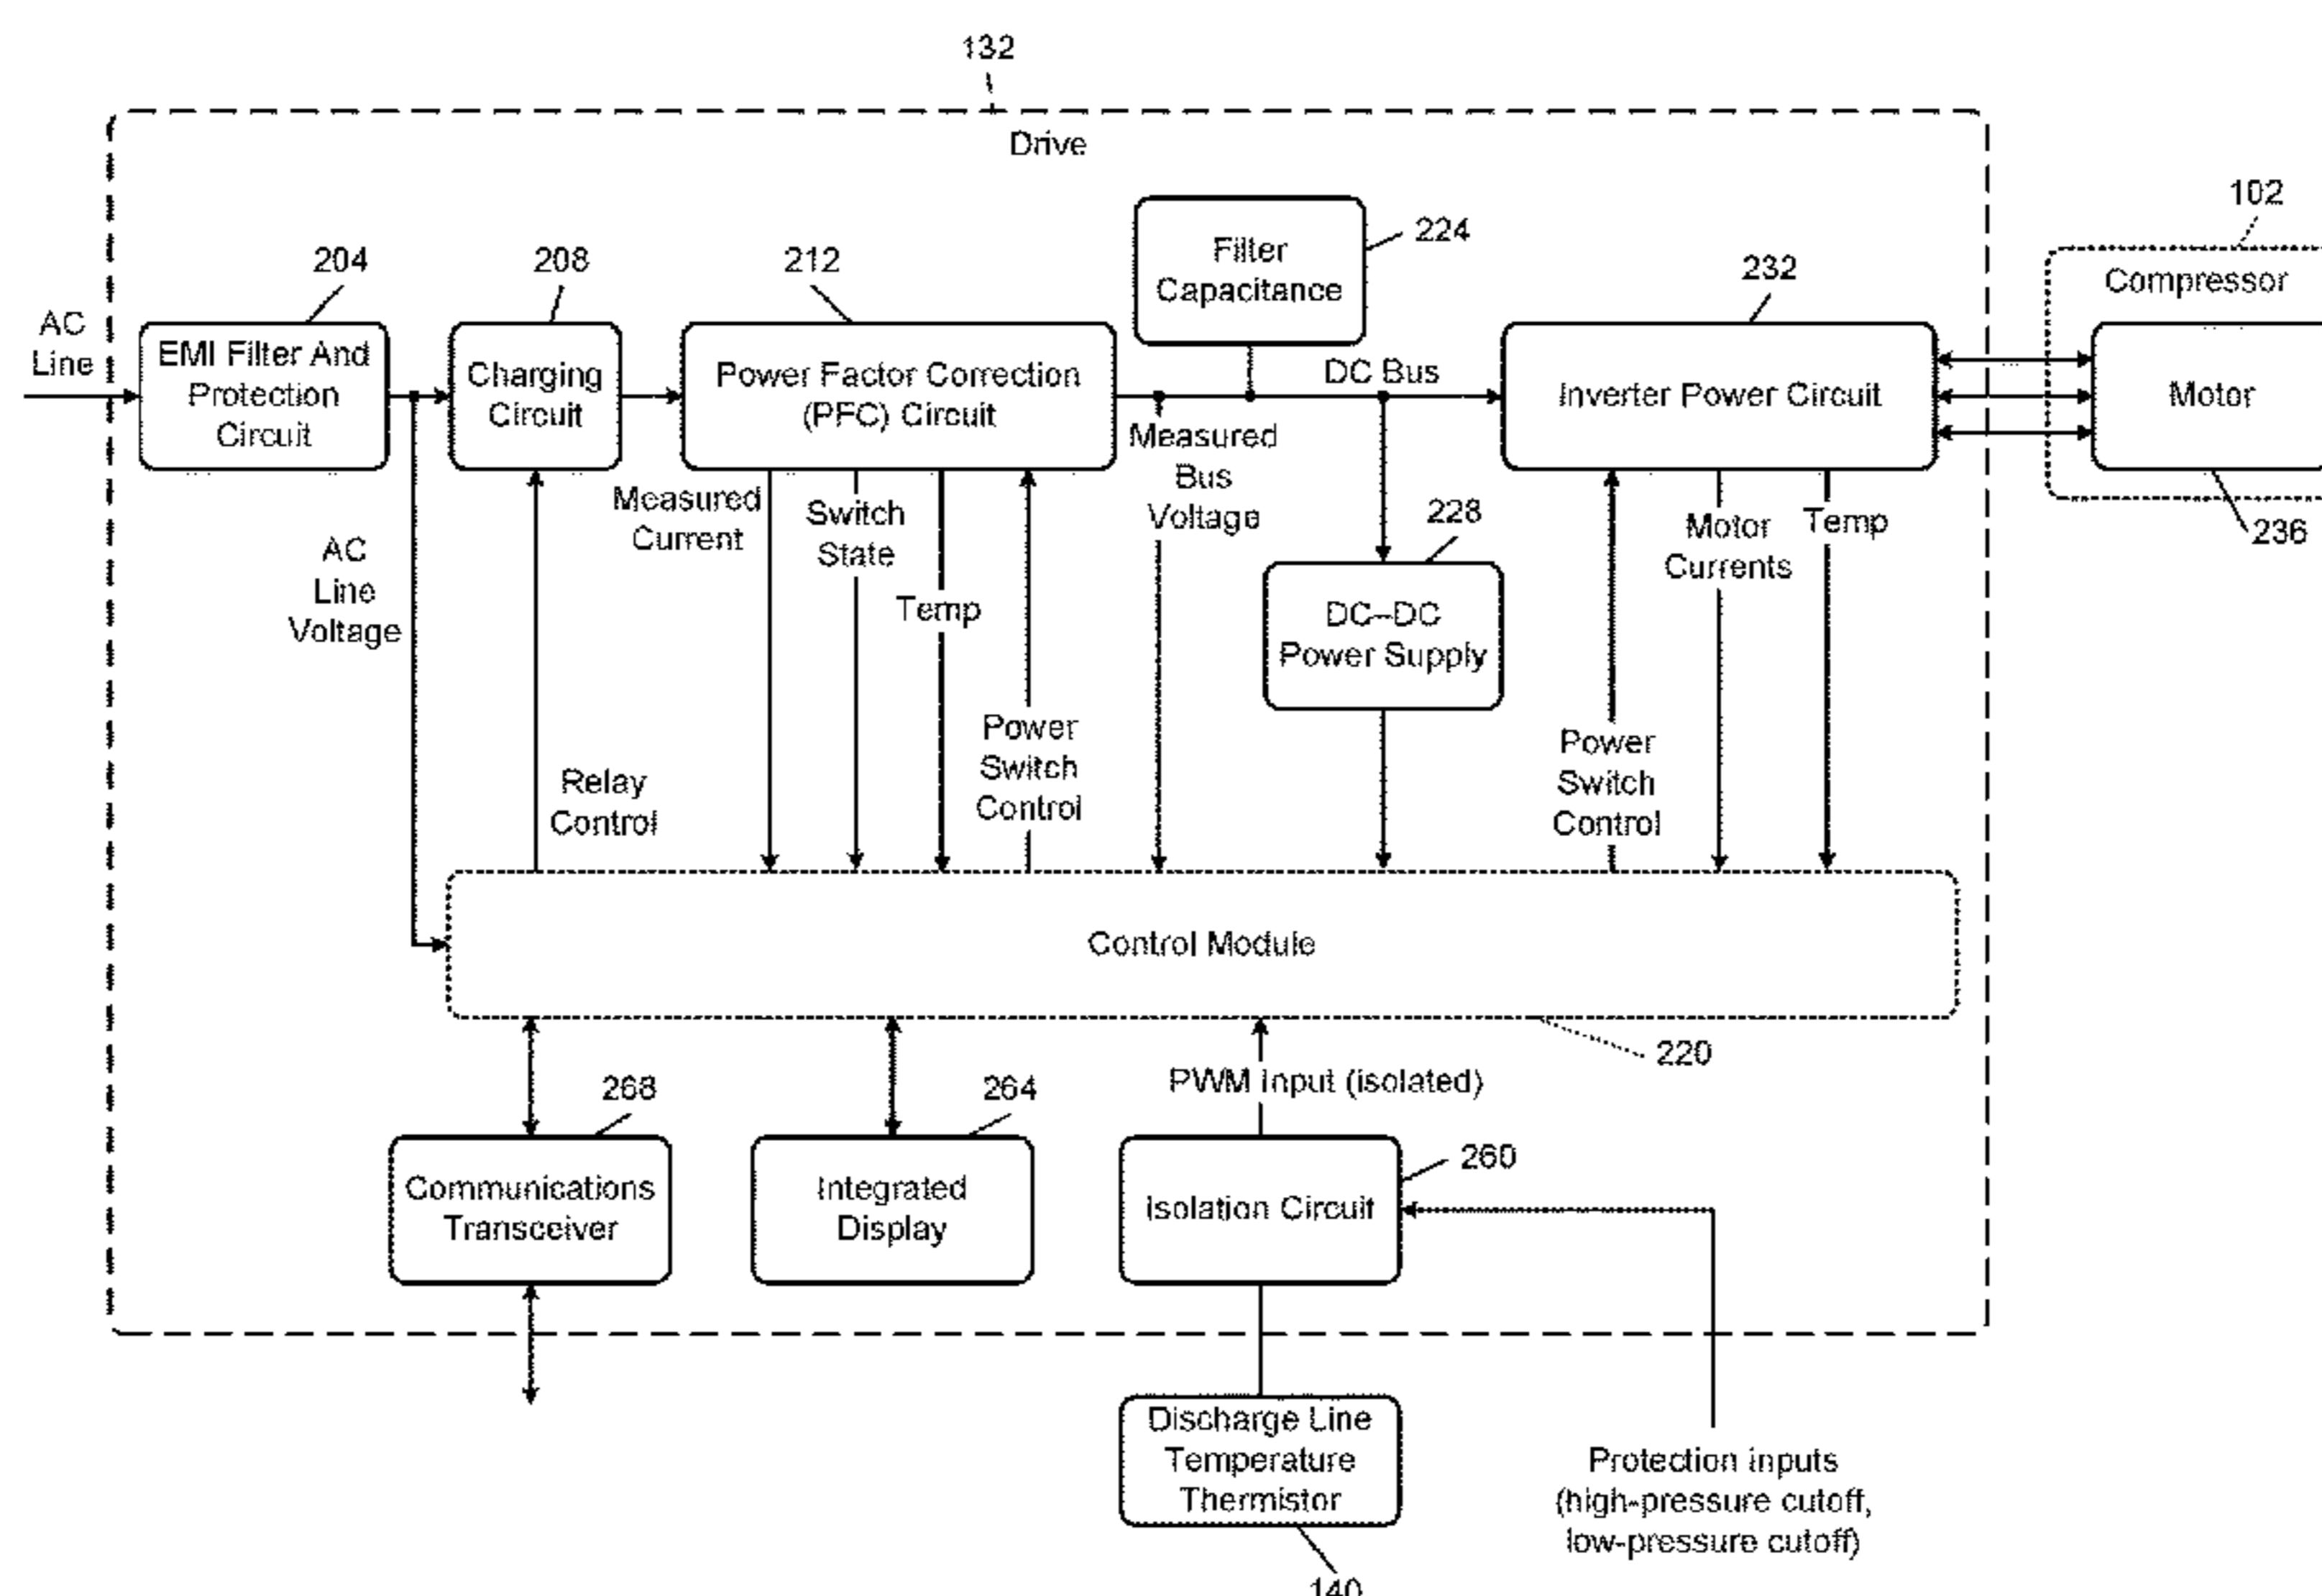 132
Drive
102
204
208
212
Filter
Capacitance
224
232
Compressor
AC
Line
EMI Filter And
Protection
Circuit
Charging
Circuit
Power Factor Correction
(PFC) Circuit
DC Bus
Inverter Power Circuit
Motor
236
Measured
Bus
Voltage
Measured
Current
Switch
State
Temp
228
Motor
Currents
Temp
AC
Line
Voltage
DC–DC
Power Supply
Relay
Control
Power
Switch
Control
Power
Switch
Control
Control Module
220
PWM Input (isolated)
268
264
260
Communications
Transceiver
Integrated
Display
Isolation Circuit
Discharge Line
Temperature
Thermistor
140
Protection inputs
(high-pressure cutoff,
low-pressure cutoff)